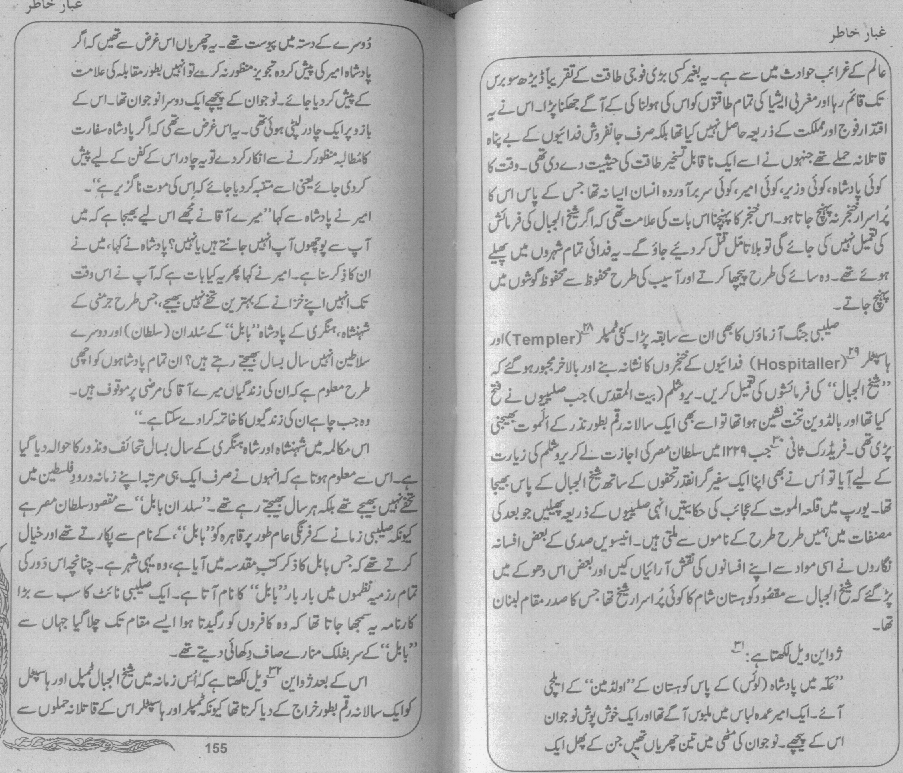 غبار خاطر
عالم کے غرائب حوادث میں سے ہے۔ یہ بغیر کسی بڑی فوجی طاقت کے تقریباً ڈیڑھ سو برس
تک قائم رہا اور مغربی ایشیا کی تمام طاقتوں کو اس کی ہولناکی کے آگے جھکنا پڑا۔ اس نے یہ
اقتدار فوج اور مملکت کے ذریعہ حاصل نہیں کیا تھا بلکہ صرف جانفروش فدائیوں کے بے پناہ
قاتلانہ حملے تھے جنہوں نے اسے ایک ناقابل تسخیر طاقت کی حیثیت دے دی تھی۔ وقت کا
کوئی پادشاہ، کوئی وزیر، کوئی امیر، کوئی سربرآوردہ انسان ایسا نہ تھا جس کے پاس اس کا
پُراسرار خنجر نہ پہنچ جاتا ہو۔ اس خنجر کا پہنچنا اس بات کی علامت تھی کہ اگر شیخ الجبال کی فرمائش
کی تعمیل نہیں کی جائے گی تو بلا تامل قتل کر دیئے جاؤ گے۔ یہ فدائی تمام شہروں میں پھیلے
ہوئے تھے۔ وہ سائے کی طرح پیچھا کرتے اور آسیب کی طرح محفوظ سے محفوظ گوشوں میں
پہنچ جاتے۔
صلیبی جنگ آزماؤں کا بھی ان سے سابقہ پڑا۔ کئی ٹمپلر (Templer)۲۸ اور
ہاسپٹلر (Hospitaller)۲۹ فدائیوں کے خنجروں کا نشانہ بنے اور بالآخر مجبور ہو گئے کہ
”شیخ الجبال“ کی فرمائشوں کی تعمیل کریں۔ یروشلم (بیت المقدس) جب صلیبیوں نے فتح
کیا تھا اور بالڈوین تخت نشین ہوا تھا تو اسے بھی ایک سالانہ رقم بطور نذر کے الموت بھیجنی
پڑی تھی۔ فریڈرک ثانی ۳۰ جب ۱۲۲۹ میں سلطان مصر کی اجازت لے کر یروشلم کی زیارت
کے لیے آیا تو اُس نے بھی اپنا ایک سفیر گرانقدر تحفوں کے ساتھ شیخ الجبال کے پاس بھیجا
تھا۔ یورپ میں قلعہ الموت کے عجائب کی حکایتیں انہی صلیبیوں کے ذریعہ پھیلیں جو بعد کی
مصنفات میں ہمیں طرح طرح کے ناموں سے ملتی ہیں۔ انیسویں صدی کے بعض افسانہ
نگاروں نے اسی مواد سے اپنے افسانوں کی نقش آرائیاں کیں اور بعض اس دھوکے میں
پڑ گئے کہ شیخ الجبال سے مقصود کوہستان شام کا کوئی پُراسرار شیخ تھا جس کا صدر مقام لبنان
تھا۔
ژواین ویل لکھتا ہے: ۳۱
”عکّہ میں پادشاہ (لوئس) کے پاس کوہستان کے ”اولڈ مین“ کے ایلچی
آئے۔ ایک امیر عمدہ لباس میں ملبوس آگے تھا اور ایک خوش پوش نوجوان
اس کے پیچھے۔ نوجوان کی مٹھی میں تین چھریاں تھیں جن کے پھل ایک
غبار خاطر
دُوسرے کے دستہ میں پیوست تھے۔ یہ چھریاں اس غرض سے تھیں کہ اگر
پادشاہ امیر کی پیش کردہ تجویز منظور نہ کرے تو انہیں بطور مقابلہ کی علامت
کے پیش کر دیا جائے۔ نوجوان کے پیچھے ایک دوسرا نوجوان تھا۔ اس کے
بازو پر ایک چادر لپٹی ہوئی تھی۔ یہ اس غرض سے تھی کہ اگر پادشاہ سفارت
کا مُطالبہ منظور کرنے سے انکار کر دے تو یہ چادر اس کے کفن کے لیے پیش
کر دی جائے یعنی اسے متنبہ کر دیا جائے کہ اس کی موت ناگزیر ہے“۔
امیر نے پادشاہ سے کہا ”میرے آقا نے مجھے اس لیے بھیجا ہے کہ میں
آپ سے پوچھوں آپ انہیں جانتے ہیں یا نہیں؟ پادشاہ نے کہا، میں نے
ان کا ذکر سنا ہے۔ امیر نے کہا پھر یہ کیا بات ہے کہ آپ نے اس وقت
تک انہیں اپنے خزانے کے بہترین تحفے نہیں بھیجے، جس طرح جرمنی کے
شہنشاہ، ہنگری کے پادشاہ ”بابل“ کے سُلدان (سلطان) اور دوسرے
سلاطین انہیں سال بسال بھیجتے رہے ہیں؟ ان تمام پادشاہوں کو اچھی
طرح معلوم ہے کہ ان کی زندگیاں میرے آقا کی مرضی پر موقوف ہیں۔
وہ جب چاہے ان کی زندگیوں کا خاتمہ کرا دے سکتا ہے۔“
اس مکالمہ میں شہنشاہ اور شاہ ہنگری کے سال بسال تحائف و نذور کا حوالہ دیا گیا
ہے۔ اس سے معلوم ہوتا ہے کہ انہوں نے صرف ایک ہی مرتبہ اپنے زمانہ ورودِ فلسطین میں
تحفے نہیں بھیجے تھے بلکہ ہر سال بھیجتے رہے تھے۔ ”سلدان بابل“ سے مقصود سلطان مصر ہے
کیونکہ صلیبی زمانے کے فرنگی عام طور پر قاہرہ کو ”بابل“، کے نام سے پکارتے تھے اور خیال
کرتے تھے کہ جس بابل کا ذکر کتب مقدسہ میں آیا ہے، وہ یہی شہر ہے۔ چنانچہ اس دَور کی
تمام رزمیہ نظموں میں بار بار ”بابل“ کا نام آتا ہے۔ ایک صلیبی نائٹ کا سب سے بڑا
کارنامہ یہ سمجھا جاتا تھا کہ وہ کافروں کو رگیدتا ہوا ایسے مقام تک چلا گیا جہاں سے
”بابل“ کے سر بفلک منارے صاف دکھائی دیتے تھے۔
اس کے بعد ژواین ۳۲ ویل لکھتا ہے کہ اُس زمانہ میں شیخ الجبال ٹمپل اور ہاسپٹل
کو ایک سالانہ رقم بطور خراج کے دیا کرتا تھا کیونکہ ٹمپلر اور ہاسپٹلر اس کے قاتلانہ حملوں سے
155